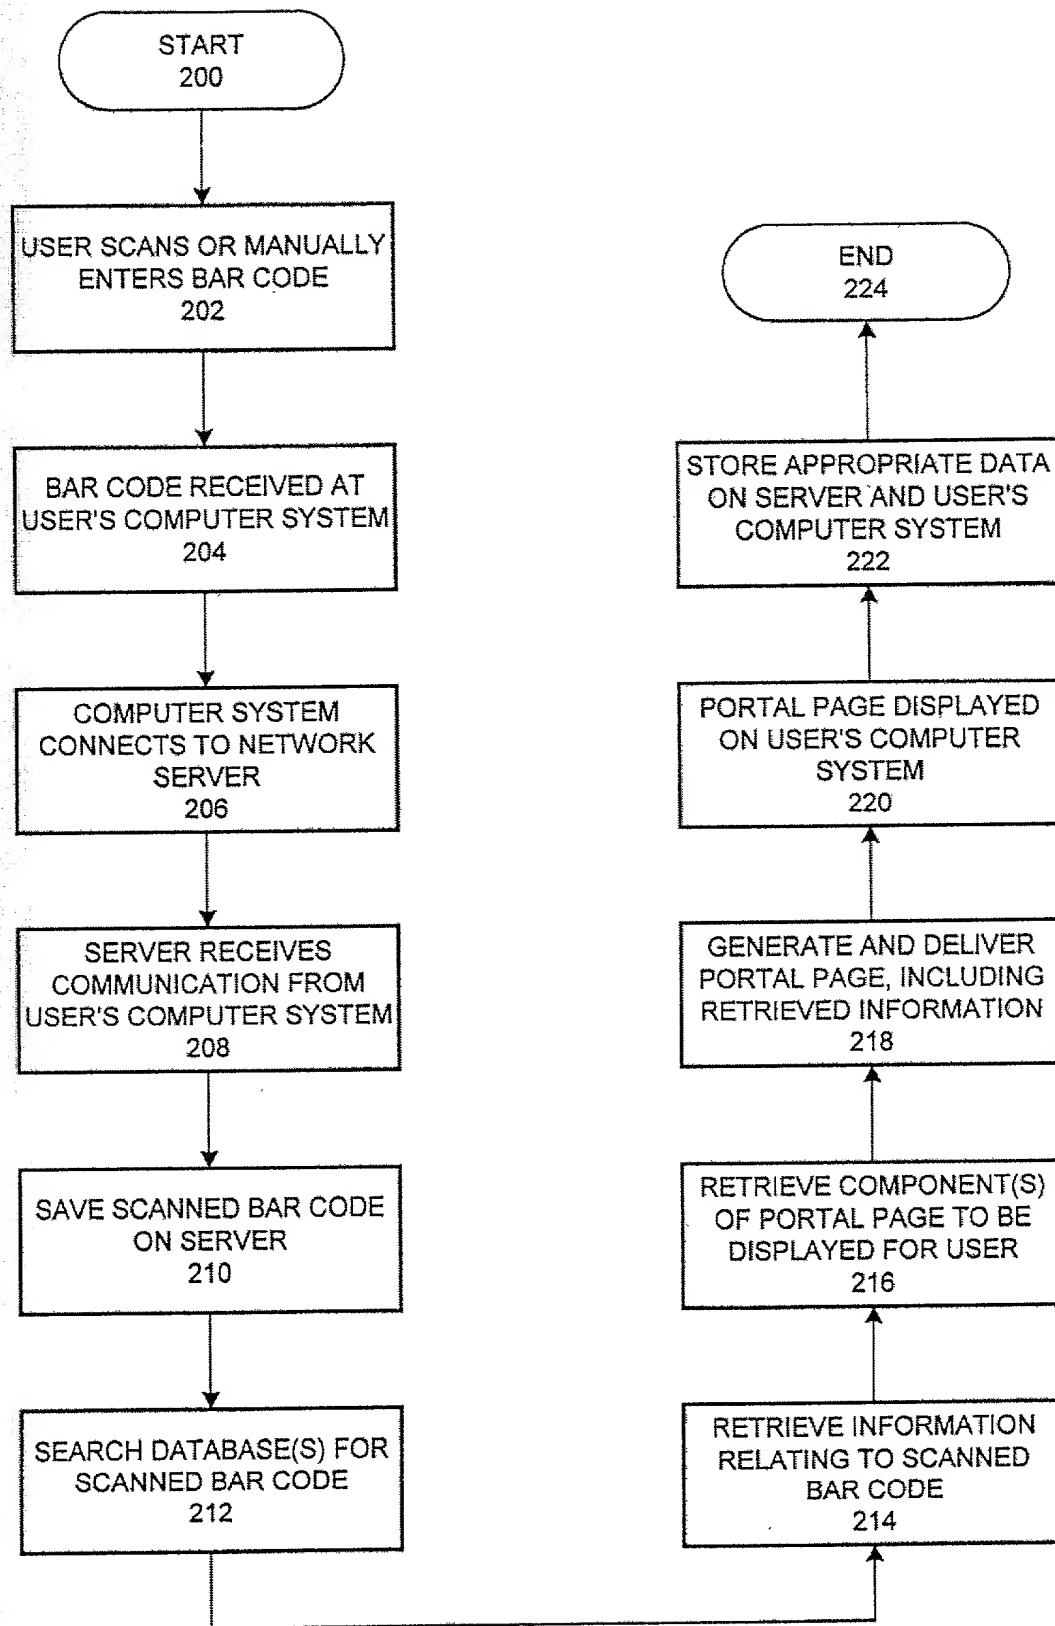 START
200
USER SCANS OR MANUALLY
ENTERS BAR CODE
202
BAR CODE RECEIVED AT
USER'S COMPUTER SYSTEM
204
COMPUTER SYSTEM
CONNECTS TO NETWORK
SERVER
206
SERVER RECEIVES
COMMUNICATION FROM
USER'S COMPUTER SYSTEM
208
SAVE SCANNED BAR CODE
ON SERVER
210
SEARCH DATABASE(S) FOR
SCANNED BAR CODE
212
RETRIEVE INFORMATION
RELATING TO SCANNED
BAR CODE
214
RETRIEVE COMPONENT(S)
OF PORTAL PAGE TO BE
DISPLAYED FOR USER
216
GENERATE AND DELIVER
PORTAL PAGE, INCLUDING
RETRIEVED INFORMATION
218
PORTAL PAGE DISPLAYED
ON USER'S COMPUTER
SYSTEM
220
STORE APPROPRIATE DATA
ON SERVER AND USER'S
COMPUTER SYSTEM
222
END
224